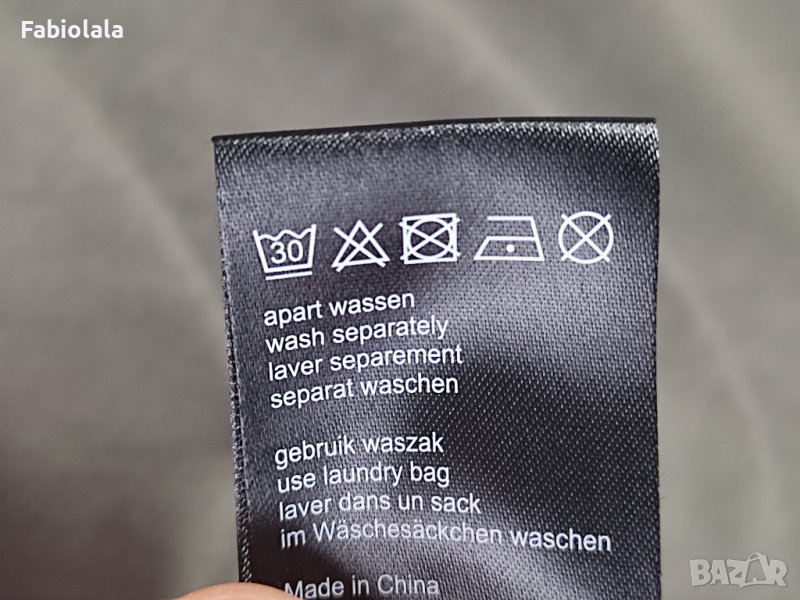 Fabiolala
30
apart wassen
wash separately
laver separement
separat waschen
gebruik waszak
use laundry bag
laver dans un sack
im Wäschesäckchen waschen
Made in China
BAZAR